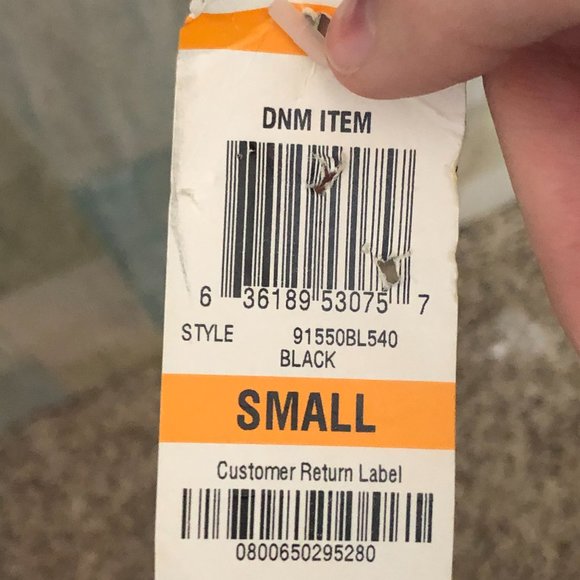 DNM ITEM
6 36189 53075 7
STYLE 91550BL540
BLACK
SMALL
Customer Return Label
0800650295280